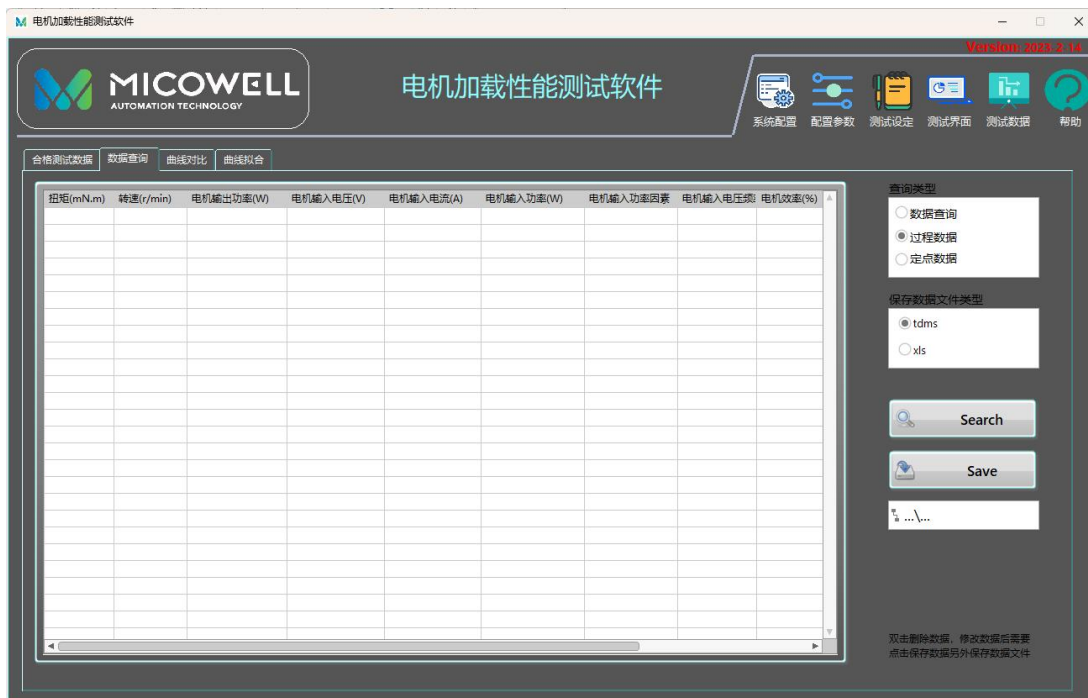 电机加载性能测试软件
Version: 2023-2-14
MICOWELL
AUTOMATION TECHNOLOGY
电机加载性能测试软件
系统配置 配置参数 测试设定 测试界面 测试数据 帮助
合格测试数据 数据查询 曲线对比 曲线拟合
扭矩(mN.m) 转速(r/min) 电机输出功率(W) 电机输入电压(V) 电机输入电流(A) 电机输入功率(W) 电机输入功率因素 电机输入电压频 电机效率(%)
查询类型
数据查询
过程数据
定点数据
保存数据文件类型
tdms
xls
Search
Save
...\...
双击删除数据，修改数据后需要
点击保存数据另外保存数据文件